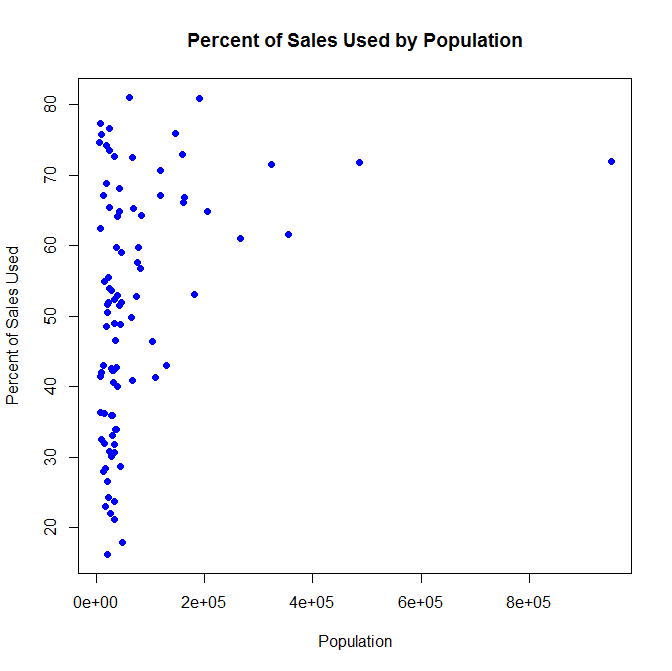 Percent of Sales Used by Population
Percent of Sales Used
80
70
60
50
40
30
20
0e+00 2e+05 4e+05 6e+05 8e+05
Population